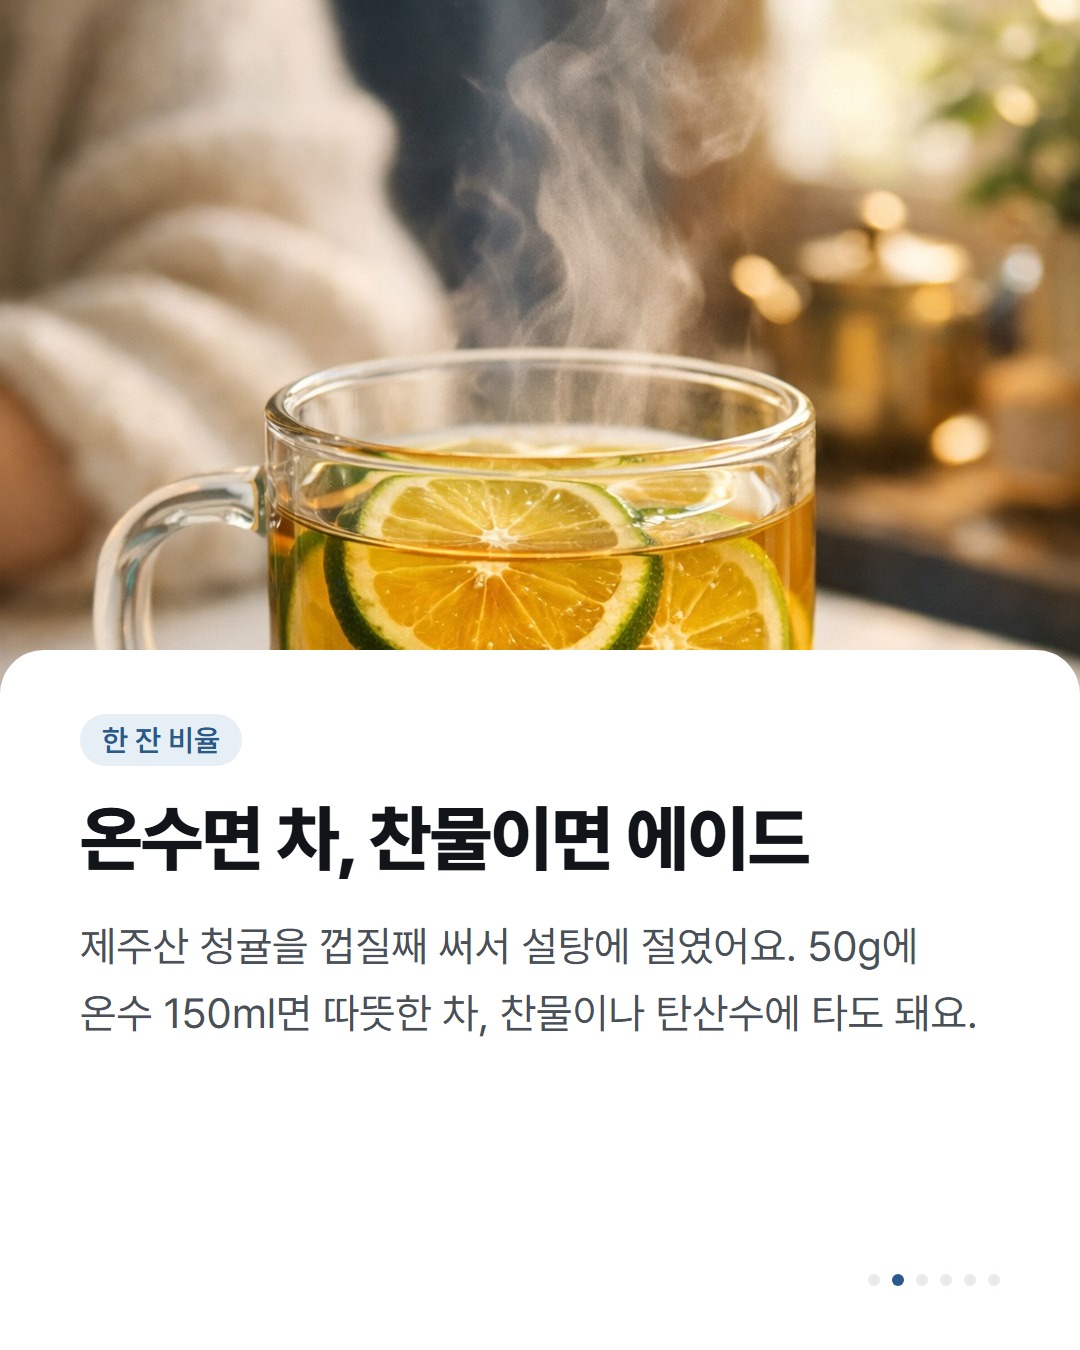 한 잔 비율
온수면 차, 찬물이면 에이드
제주산 청귤을 껍질째 써서 설탕에 절였어요. 50g에
온수 150ml면 따뜻한 차, 찬물이나 탄산수에 타도 돼요.